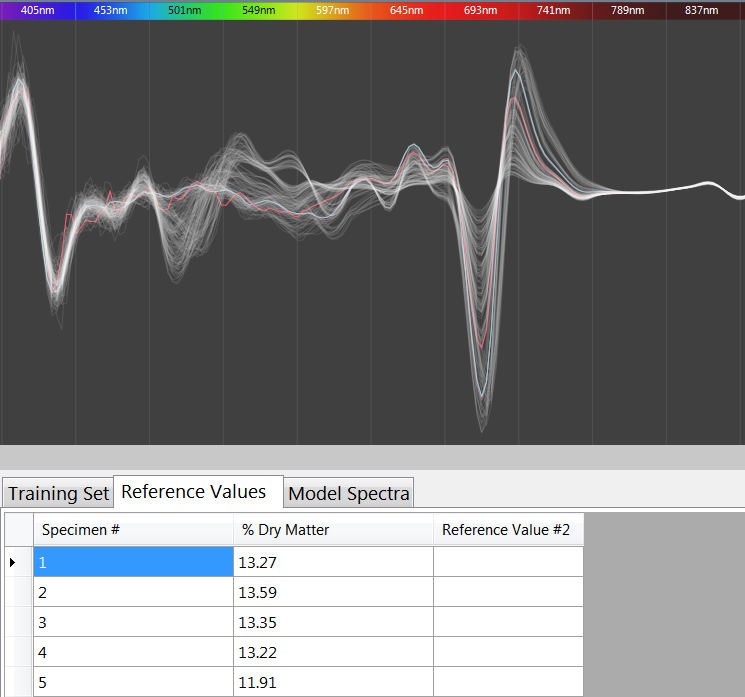 405nm 453nm 501nm 549nm 597nm 645nm 693nm 741nm 789nm 837nm
Training Set Reference Values Model Spectra
Specimen # % Dry Matter Reference Value #2
1 13.27
2 13.59
3 13.35
4 13.22
5 11.91